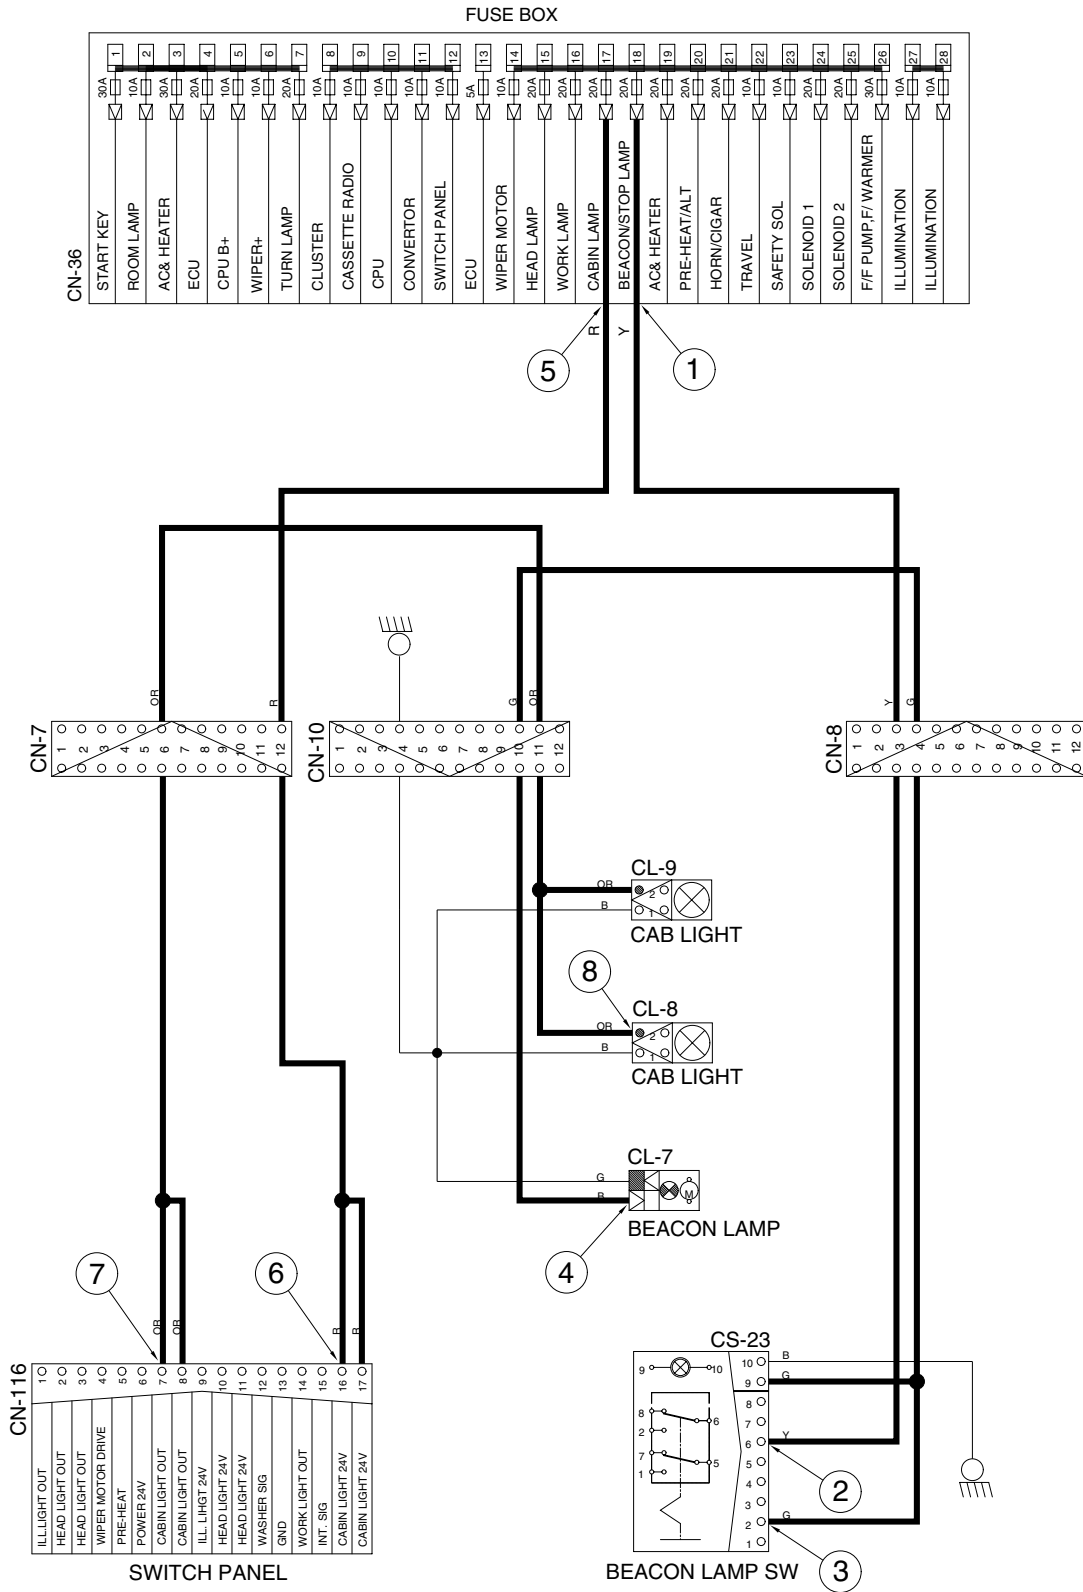 FUSE BOX
1 2 3 4 5 6 7 8 9 10 11 12 13 14 15 16 17 18 19 20 21 22 23 24 25 26 27 28
30A 10A 30A 20A 10A 10A 20A 10A 10A 10A 10A 10A 5A 10A 20A 20A 20A 20A 20A 20A 20A 10A 10A 20A 20A 30A 10A 10A
CN-36
START KEY
ROOM LAMP
AC& HEATER
ECU
CPU B+
WIPER+
TURN LAMP
CLUSTER
CASSETTE RADIO
CPU
CONVERTOR
SWITCH PANEL
ECU
WIPER MOTOR
HEAD LAMP
WORK LAMP
CABIN LAMP
BEACON/STOP LAMP
AC& HEATER
PRE-HEAT/ALT
HORN/CIGAR
TRAVEL
SAFETY SOL
SOLENOID 1
SOLENOID 2
F/F PUMP,F/ WARMER
ILLUMINATION
ILLUMINATION
R Y
5 1
OR R G OR Y G
CN-7
1 2 3 4 5 6 7 8 9 10 11 12
CN-10
1 2 3 4 5 6 7 8 9 10 11 12
CN-8
1 2 3 4 5 6 7 8 9 10 11 12
CL-9
OR 2
B 1
CAB LIGHT
8
CL-8
OR 2
B 1
CAB LIGHT
CL-7
G
B M
BEACON LAMP
4
7 6
OR OR R R
CN-116
1 2 3 4 5 6 7 8 9 10 11 12 13 14 15 16 17
ILL.LIGHT OUT
HEAD LIGHT OUT
HEAD LIGHT OUT
WIPER MOTOR DRIVE
PRE-HEAT
POWER 24V
CABIN LIGHT OUT
CABIN LIGHT OUT
ILL. LIHGT 24V
HEAD LIGHT 24V
HEAD LIGHT 24V
WASHER SIG
GND
WORK LIGHT OUT
INT. SIG
CABIN LIGHT 24V
CABIN LIGHT 24V
SWITCH PANEL
CS-23
9 10 10 B
9 G
8 6 8
2 7
7 5 6 Y
1 5
4
3
2 G
1
2
3
BEACON LAMP SW